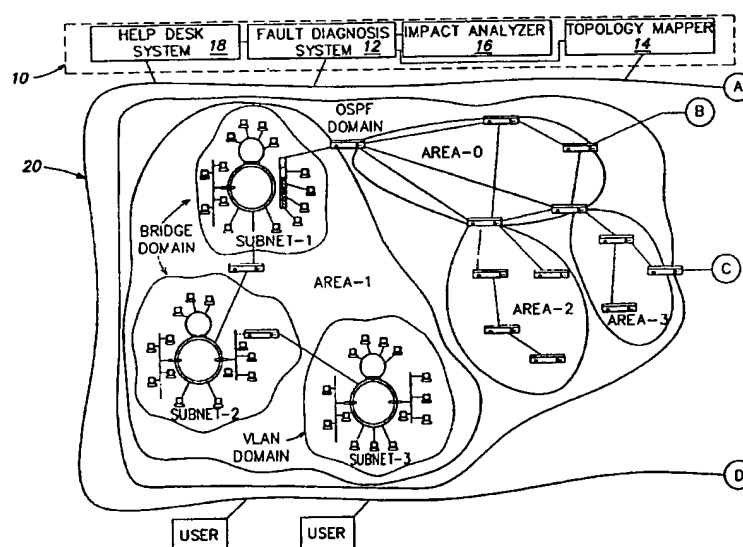 HELP DESK SYSTEM 18
FAULT DIAGNOSIS SYSTEM 12
IMPACT ANALYZER 16
TOPOLOGY MAPPER 14
10
A
OSPF DOMAIN
B
20
AREA-0
SUBNET-1
BRIDGE DOMAIN
AREA-1
C
AREA-2
AREA-3
SUBNET-2
VLAN DOMAIN
SUBNET-3
D
USER
USER